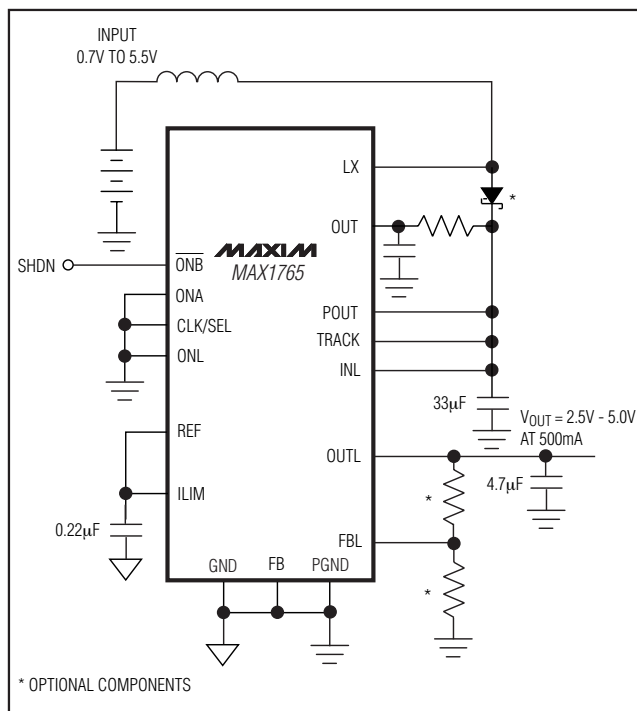 INPUT
0.7V TO 5.5V
LX
*
OUT
MAXIM
MAX1765
SHDN
ONB
ONA
CLK/SEL
ONL
POUT
TRACK
INL
33µF
VOUT = 2.5V - 5.0V
AT 500mA
REF
OUTL
4.7µF
*
ILIM
0.22µF
FBL
*
GND
FB
PGND
* OPTIONAL COMPONENTS